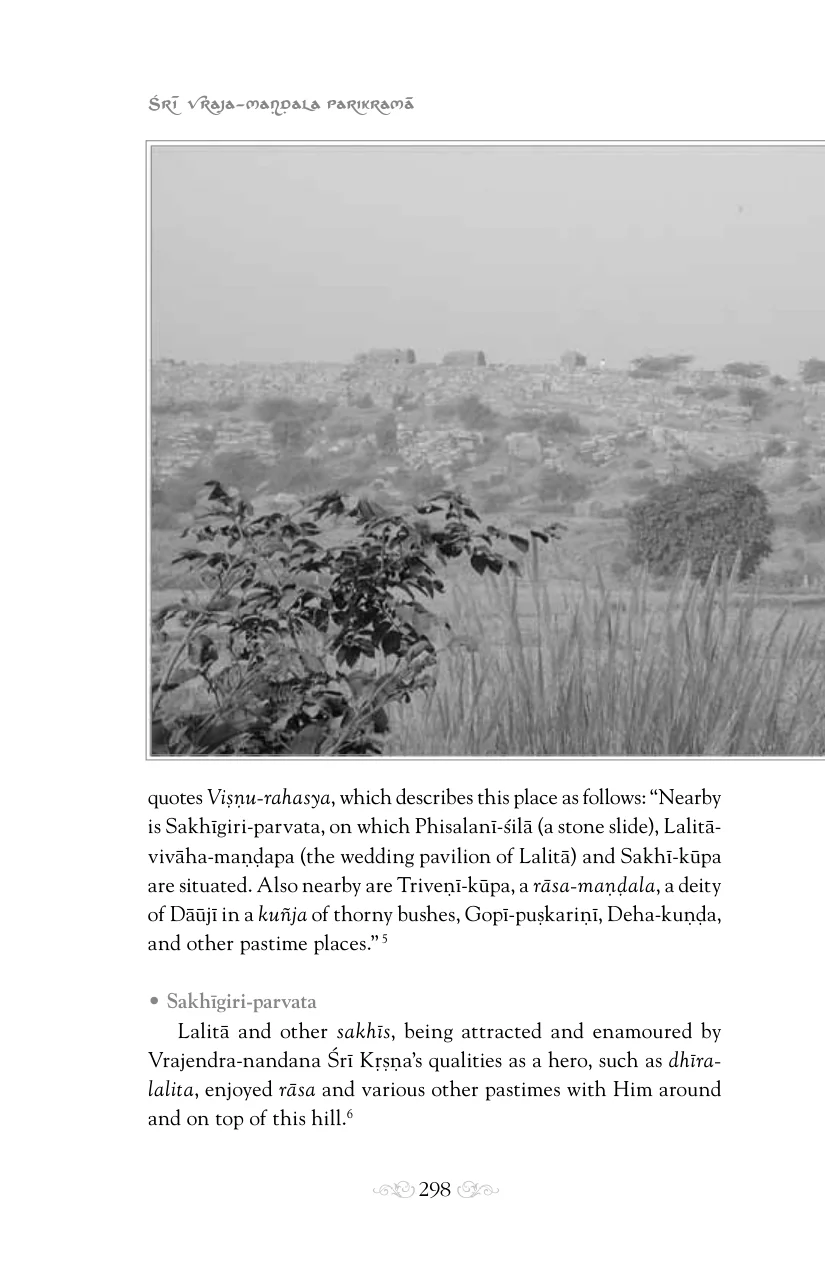 Śrī Vraja-maṇḍala Parikramā
quotes Viṣṇu-rahasya, which describes this place as follows: “Nearby
is Sakhīgiri-parvata, on which Phisalanī-śilā (a stone slide), Lalitā-
vivāha-maṇḍapa (the wedding pavilion of Lalitā) and Sakhī-kūpa
are situated. Also nearby are Triveṇī-kūpa, a rāsa-maṇḍala, a deity
of Dāūjī in a kuñja of thorny bushes, Gopī-puṣkariṇī, Deha-kuṇḍa,
and other pastime places.” 5
• Sakhīgiri-parvata
Lalitā and other sakhīs, being attracted and enamoured by
Vrajendra-nandana Śrī Kṛṣṇa’s qualities as a hero, such as dhīra-
lalita, enjoyed rāsa and various other pastimes with Him around
and on top of this hill.6
298